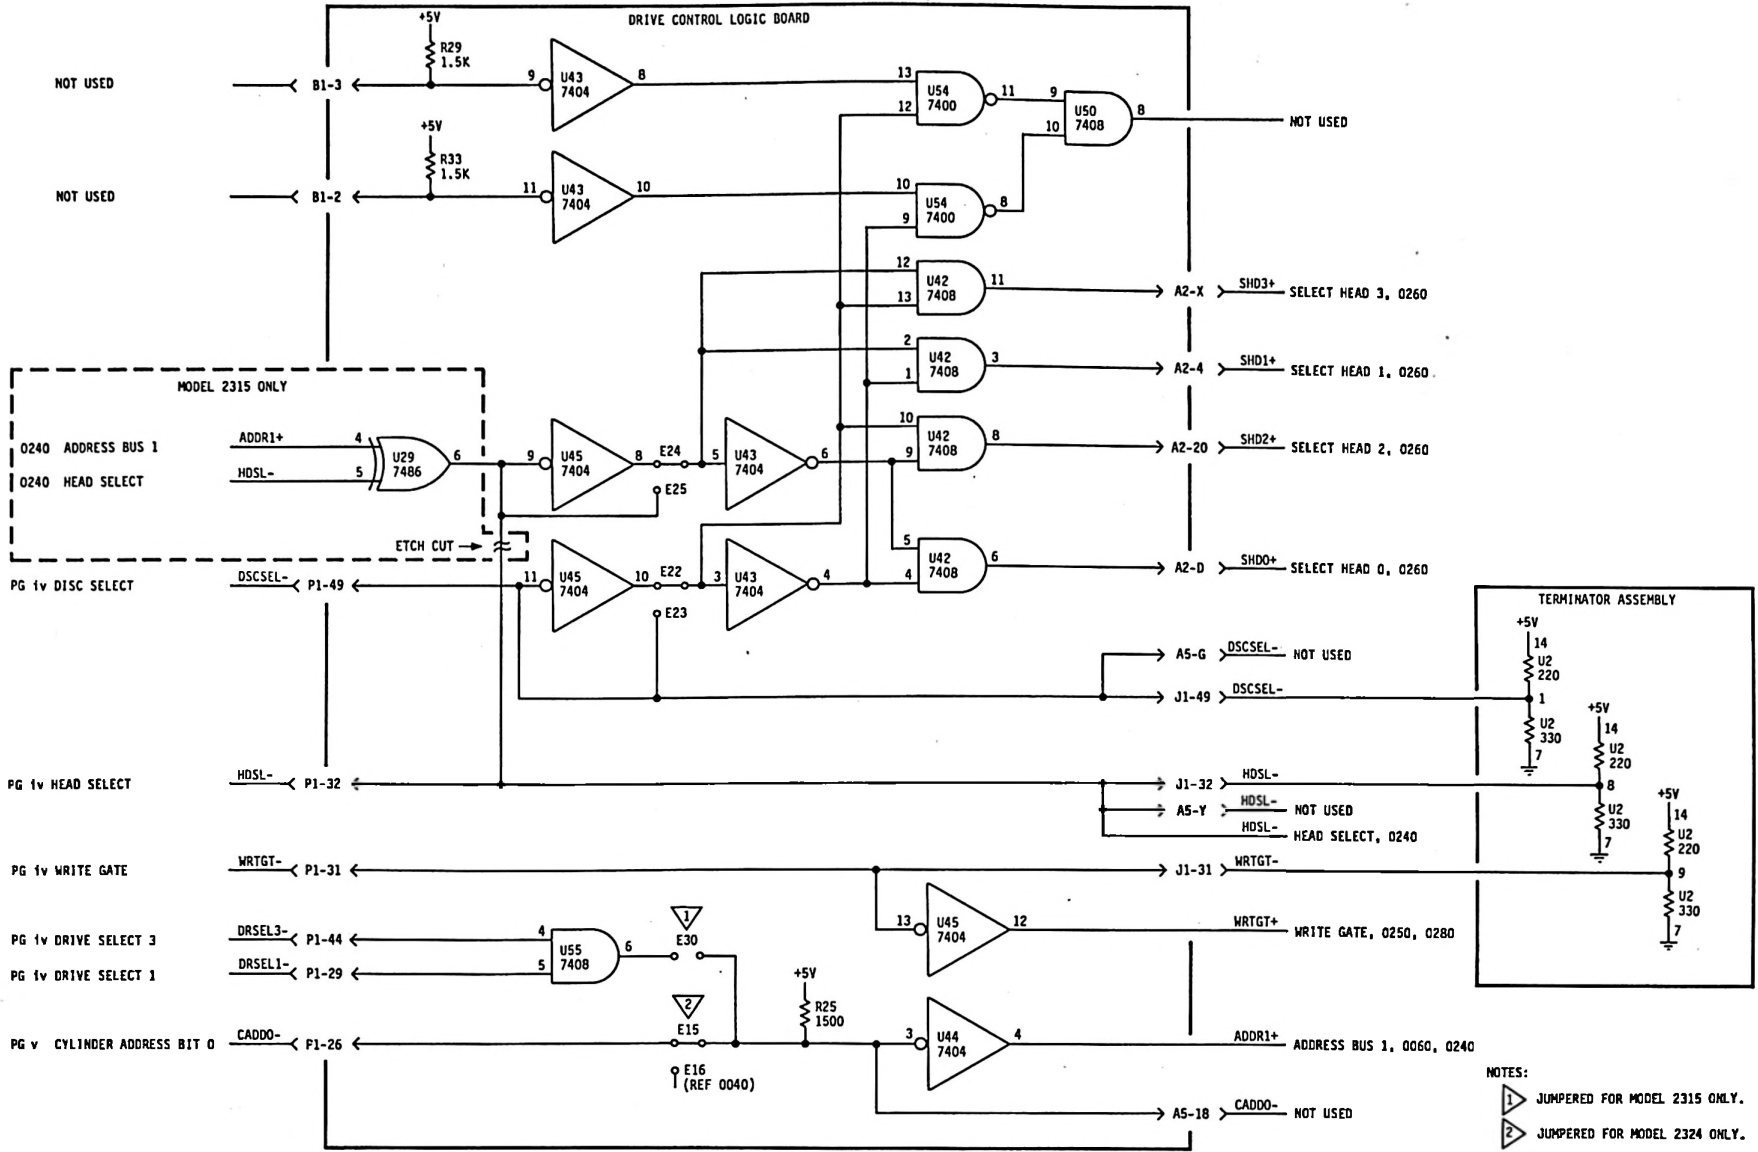 DRIVE CONTROL LOGIC BOARD
+5V
R29
1.5K
NOT USED
B1-3
9
U43
7404
8
13
12
U54
7400
11
9
10
U50
7408
8
NOT USED
+5V
R33
1.5K
NOT USED
B1-2
11
U43
7404
10
10
9
U54
7400
8
12
13
U42
7408
11
A2-X
SHD3+
SELECT HEAD 3, 0260
2
1
U42
7408
3
A2-4
SHD1+
SELECT HEAD 1, 0260
MODEL 2315 ONLY
0240 ADDRESS BUS 1
ADDR1+
4
0240 HEAD SELECT
HDSL-
5
U29
7486
6
9
U45
7404
8
E24
E25
5
U43
7404
6
10
9
U42
7408
8
A2-20
SHD2+
SELECT HEAD 2, 0260
ETCH CUT
PG iv DISC SELECT
DSCSEL-
P1-49
11
U45
7404
10
E22
E23
3
U43
7404
4
5
4
U42
7408
6
A2-D
SHD0+
SELECT HEAD 0, 0260
TERMINATOR ASSEMBLY
A5-G
DSCSEL-
NOT USED
J1-49
DSCSEL-
+5V
14
U2
220
1
U2
330
7
PG iv HEAD SELECT
HDSL-
P1-32
J1-32
HDSL-
A5-Y
HDSL-
NOT USED
HDSL-
HEAD SELECT, 0240
+5V
14
U2
220
8
U2
330
7
PG iv WRITE GATE
WRTGT-
P1-31
J1-31
WRTGT-
+5V
14
U2
220
9
U2
330
7
13
U45
7404
12
WRTGT+
WRITE GATE, 0250, 0280
PG iv DRIVE SELECT 3
DRSEL3-
P1-44
4
PG iv DRIVE SELECT 1
DRSEL1-
P1-29
5
U55
7408
6
1
E30
2
E15
E16
(REF 0040)
+5V
R25
1500
PG v CYLINDER ADDRESS BIT 0
CADD0-
P1-26
3
U44
7404
4
ADDR1+
ADDRESS BUS 1, 0060, 0240
A5-18
CADD0-
NOT USED
NOTES:
1 JUMPERED FOR MODEL 2315 ONLY.
2 JUMPERED FOR MODEL 2324 ONLY.